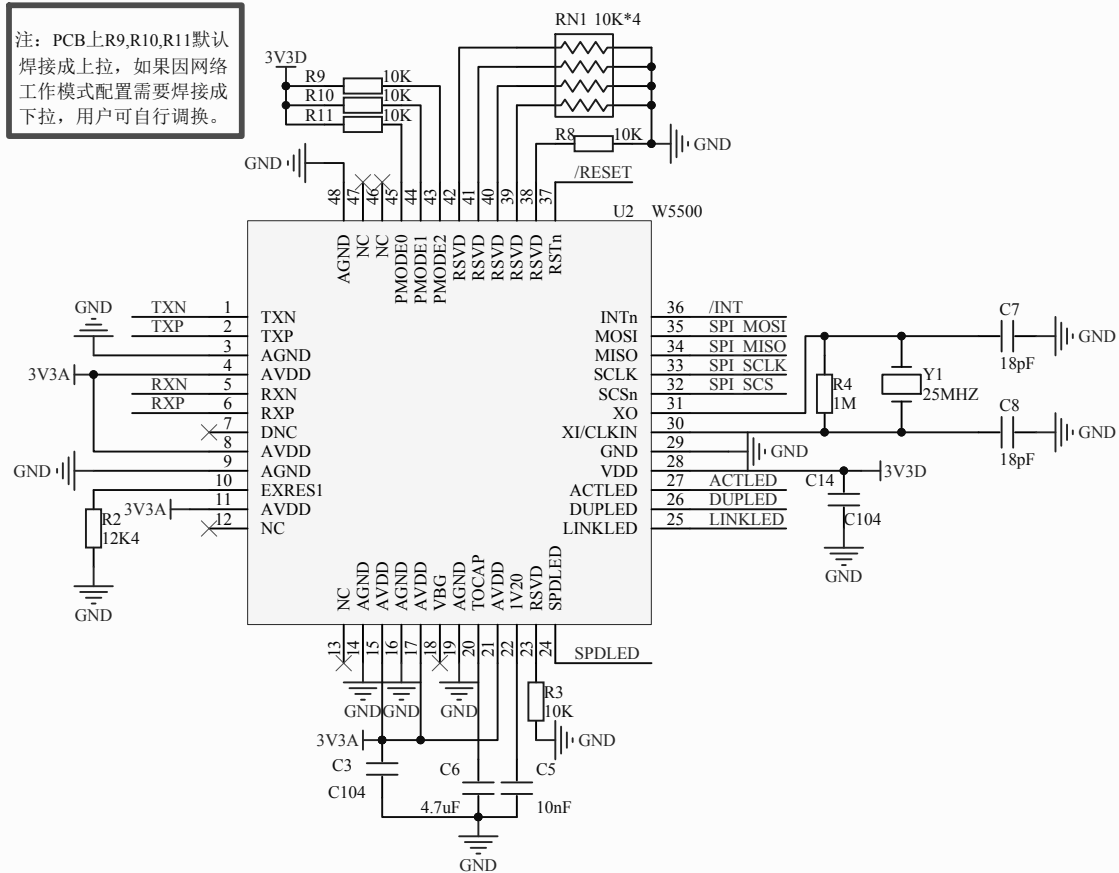 注：PCB上R9,R10,R11默认
焊接成上拉，如果因网络
工作模式配置需要焊接成
下拉，用户可自行调换。
RN1 10K*4
3V3D
R9 10K
R10 10K
R11 10K
R8 10K
GND
GND
/RESET
48 47 46 45 44 43 42 41 40 39 38 37
U2 W5500
AGND NC NC PMODE0 PMODE1 PMODE2 RSVD RSVD RSVD RSVD RSVD RSTn
GND
TXN 1 TXN
TXP 2 TXP
3 AGND
3V3A 4 AVDD
RXN 5 RXN
RXP 6 RXP
7 DNC
8 AVDD
GND 9 AGND
10 EXRES1
3V3A 11 AVDD
12 NC
R2
12K4
GND
INTn 36 /INT
MOSI 35 SPI_MOSI
MISO 34 SPI_MISO
SCLK 33 SPI_SCLK
SCSn 32 SPI_SCS
XO 31
XI/CLKIN 30
GND 29 GND
VDD 28 3V3D
ACTLED 27 ACTLED
DUPLED 26 DUPLED
LINKLED 25 LINKLED
C7
18pF
GND
R4
1M
Y1
25MHZ
C8
18pF
GND
C14
C104
GND
NC AGND AVDD AGND AVDD VBG AGND TOCAP AVDD 1V20 RSVD SPDLED
13 14 15 16 17 18 19 20 21 22 23 24
SPDLED
GND GND GND
R3
10K
GND
3V3A
C3
C104
C6
4.7uF
C5
10nF
GND